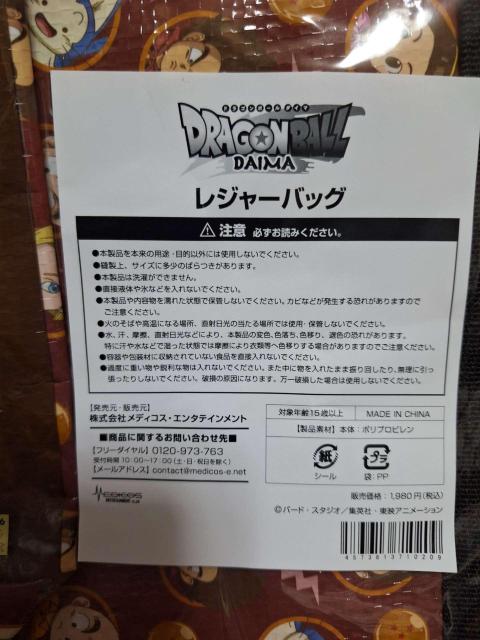 ドラゴンボールダイマ
DRAGON BALL
DAIMA
レジャーバッグ
注意 必ずお読みください。
●本製品を本来の用途・目的以外には使用しないでください。
●縫製上、サイズに多少のばらつきがあります。
●本製品は洗濯ができません。
●直接液体や氷などを入れないでください。
●本製品や内容物を濡れた状態で保管しないでください。カビなどが発生する恐れがありますので
ご注意ください。
●火のそばや高温になる場所、直射日光の当たる場所では使用・保管しないでください。
●水、汗、摩擦、直射日光などにより、本製品の変色、色落ち、色移り、退色の恐れがあります。
特に汗や水などで湿った状態では摩擦により衣類等へ色移りする場合がありますのでご注意ください。
●容器や包装材に収納されていない食品を直接入れないでください。
●過度に重い物や鋭利な物は入れないでください。また中に物を入れたまま振り回したり、無理に引っ
張ったりしないでください。破損の原因になります。万一破損した場合は使用しないでください。
【発売元・販売元】
株式会社メディコス・エンタテインメント
■商品に関するお問い合わせ先■
【フリーダイヤル】0120-973-763
受付時間 10:00~17:00(土・日・祝日を除く)
【メールアドレス】contact@medicos-e.net
MEDICOS
対象年齢15歳以上
MADE IN CHINA
【製品素材】本体:ポリプロピレン
紙
シール
プラ
袋:PP
販売価格:1,980円(税込)
©バード・スタジオ/集英社・東映アニメーション
4573613710209